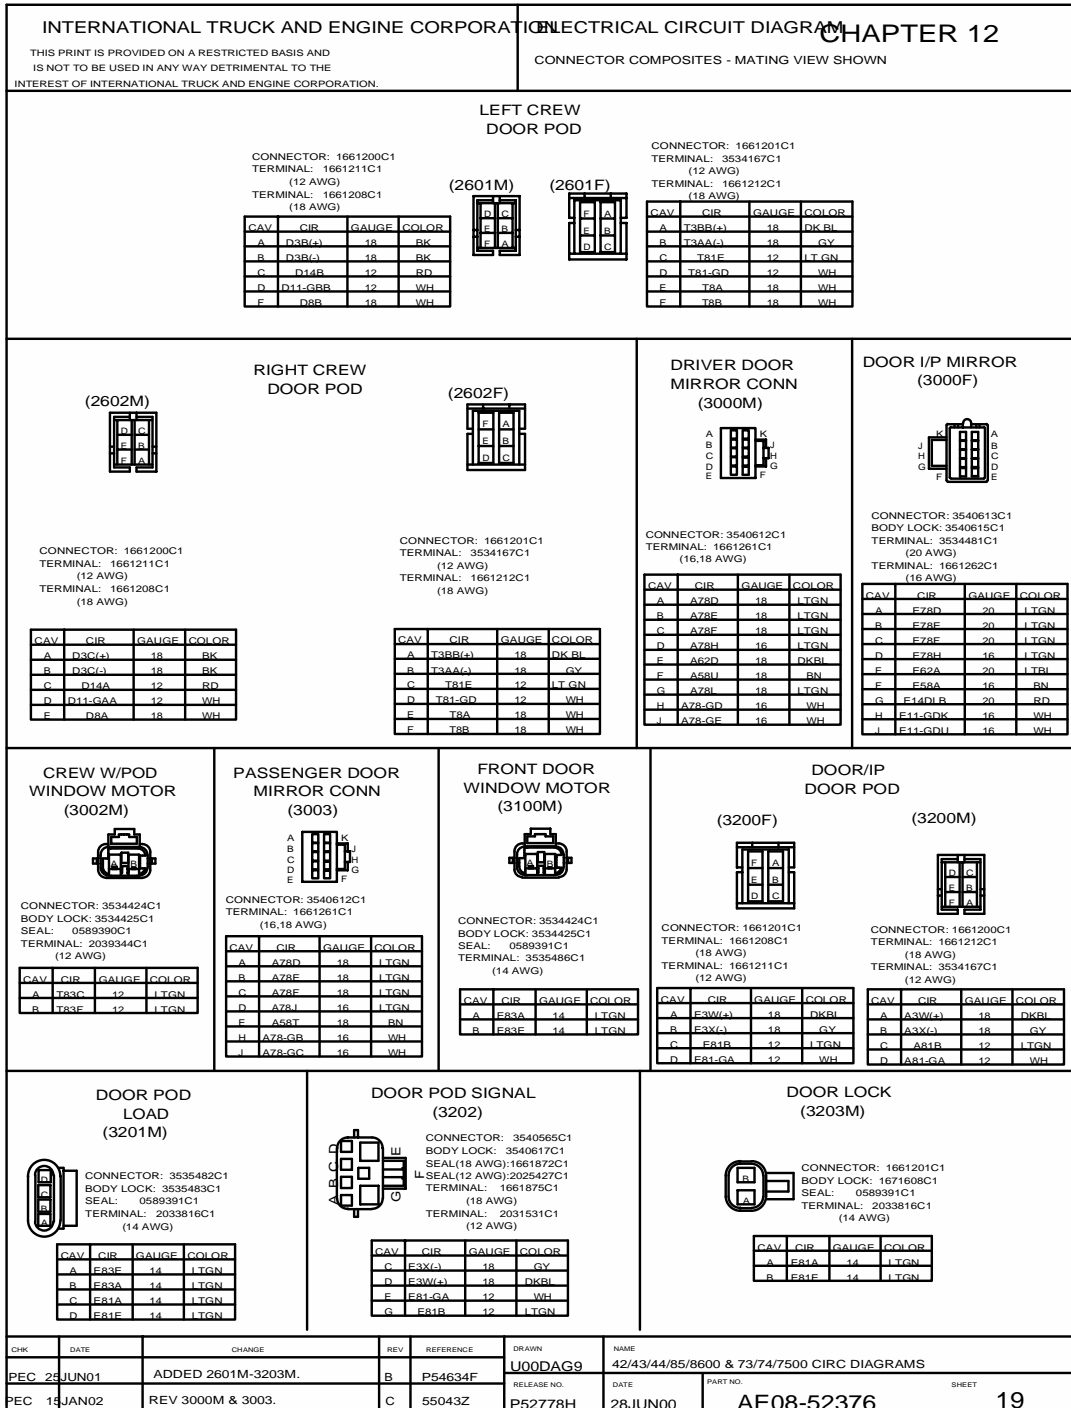 INTERNATIONAL TRUCK AND ENGINE CORPORATION
THIS PRINT IS PROVIDED ON A RESTRICTED BASIS AND
IS NOT TO BE USED IN ANY WAY DETRIMENTAL TO THE
INTEREST OF INTERNATIONAL TRUCK AND ENGINE CORPORATION.
ELECTRICAL CIRCUIT DIAGRAM
CHAPTER 12
CONNECTOR COMPOSITES - MATING VIEW SHOWN
LEFT CREW
DOOR POD
CONNECTOR: 1661200C1
TERMINAL: 1661211C1
(12 AWG)
TERMINAL: 1661208C1
(18 AWG)
(2601M)
D C
E B
F A
CAV CIR GAUGE COLOR
A D3B(+) 18 BK
B D3B(-) 18 BK
C D14B 12 RD
D D11-GBB 12 WH
E D8B 18 WH
(2601F)
F A
E B
D C
CONNECTOR: 1661201C1
TERMINAL: 3534167C1
(12 AWG)
TERMINAL: 1661212C1
(18 AWG)
CAV CIR GAUGE COLOR
A T3BB(+) 18 DK BL
B T3AA(-) 18 GY
C T81E 12 LT GN
D T81-GD 12 WH
E T8A 18 WH
F T8B 18 WH
RIGHT CREW
DOOR POD
(2602M)
D C
E B
F A
CONNECTOR: 1661200C1
TERMINAL: 1661211C1
(12 AWG)
TERMINAL: 1661208C1
(18 AWG)
CAV CIR GAUGE COLOR
A D3C(+) 18 BK
B D3C(-) 18 BK
C D14A 12 RD
D D11-GAA 12 WH
E D8A 18 WH
(2602F)
F A
E B
D C
CONNECTOR: 1661201C1
TERMINAL: 3534167C1
(12 AWG)
TERMINAL: 1661212C1
(18 AWG)
CAV CIR GAUGE COLOR
A T3BB(+) 18 DK BL
B T3AA(-) 18 GY
C T81E 12 LT GN
D T81-GD 12 WH
E T8A 18 WH
F T8B 18 WH
DRIVER DOOR
MIRROR CONN
(3000M)
A K
B J
C H
D G
E F
CONNECTOR: 3540612C1
TERMINAL: 1661261C1
(16,18 AWG)
CAV CIR GAUGE COLOR
A A78D 18 LTGN
B A78E 18 LTGN
C A78F 18 LTGN
D A78H 16 LTGN
E A62D 18 DKBL
F A58U 18 BN
G A78L 18 LTGN
H A78-GD 16 WH
J A78-GE 16 WH
DOOR I/P MIRROR
(3000F)
K A
J B
H C
G D
F E
CONNECTOR: 3540613C1
BODY LOCK: 3540615C1
TERMINAL: 3534481C1
(20 AWG)
TERMINAL: 1661262C1
(16 AWG)
CAV CIR GAUGE COLOR
A E78D 20 LTGN
B E78E 20 LTGN
C E78F 20 LTGN
D E78H 16 LTGN
E E62A 20 LTBL
F E58A 16 BN
G E14DLB 20 RD
H E11-GDK 16 WH
J E11-GDU 16 WH
CREW W/POD
WINDOW MOTOR
(3002M)
A B
CONNECTOR: 3534424C1
BODY LOCK: 3534425C1
SEAL: 0589390C1
TERMINAL: 2039344C1
(12 AWG)
CAV CIR GAUGE COLOR
A T83C 12 LTGN
B T83F 12 LTGN
PASSENGER DOOR
MIRROR CONN
(3003)
A K
B J
C H
D G
E F
CONNECTOR: 3540612C1
TERMINAL: 1661261C1
(16,18 AWG)
CAV CIR GAUGE COLOR
A A78D 18 LTGN
B A78E 18 LTGN
C A78F 18 LTGN
D A78J 16 LTGN
F A58T 18 BN
H A78-GB 16 WH
J A78-GC 16 WH
FRONT DOOR
WINDOW MOTOR
(3100M)
A B
CONNECTOR: 3534424C1
BODY LOCK: 3534425C1
SEAL: 0589391C1
TERMINAL: 3535486C1
(14 AWG)
CAV CIR GAUGE COLOR
A E83A 14 LTGN
B E83E 14 LTGN
DOOR/IP
DOOR POD
(3200F)
F A
E B
D C
CONNECTOR: 1661201C1
TERMINAL: 1661208C1
(18 AWG)
TERMINAL: 1661211C1
(12 AWG)
CAV CIR GAUGE COLOR
A E3W(+) 18 DKBL
B E3X(-) 18 GY
C E81B 12 LTGN
D E81-GA 12 WH
(3200M)
D C
E B
F A
CONNECTOR: 1661200C1
TERMINAL: 1661212C1
(18 AWG)
TERMINAL: 3534167C1
(12 AWG)
CAV CIR GAUGE COLOR
A A3W(+) 18 DKBL
B A3X(-) 18 GY
C A81B 12 LTGN
D A81-GA 12 WH
DOOR POD
LOAD
(3201M)
D
C
B
A
CONNECTOR: 3535482C1
BODY LOCK: 3535483C1
SEAL: 0589391C1
TERMINAL: 2033816C1
(14 AWG)
CAV CIR GAUGE COLOR
A E83E 14 LTGN
B E83A 14 LTGN
C E81A 14 LTGN
D E81E 14 LTGN
DOOR POD SIGNAL
(3202)
A B C D
G F E
CONNECTOR: 3540565C1
BODY LOCK: 3540617C1
SEAL(18 AWG):1661872C1
SEAL(12 AWG):2025427C1
TERMINAL: 1661875C1
(18 AWG)
TERMINAL: 2031531C1
(12 AWG)
CAV CIR GAUGE COLOR
C E3X(-) 18 GY
D E3W(+) 18 DKBL
E E81-GA 12 WH
G E81B 12 LTGN
DOOR LOCK
(3203M)
B
A
CONNECTOR: 1661201C1
BODY LOCK: 1671608C1
SEAL: 0589391C1
TERMINAL: 2033816C1
(14 AWG)
CAV CIR GAUGE COLOR
A E81A 14 LTGN
B E81E 14 LTGN
CHK DATE CHANGE REV REFERENCE
PEC 25JUN01 ADDED 2601M-3203M. B P54634F
PEC 15JAN02 REV 3000M & 3003. C 55043Z
DRAWN
U00DAG9
NAME
42/43/44/85/8600 & 73/74/7500 CIRC DIAGRAMS
RELEASE NO.
P52778H
DATE
28JUN00
PART NO.
AE08-52376
SHEET
19